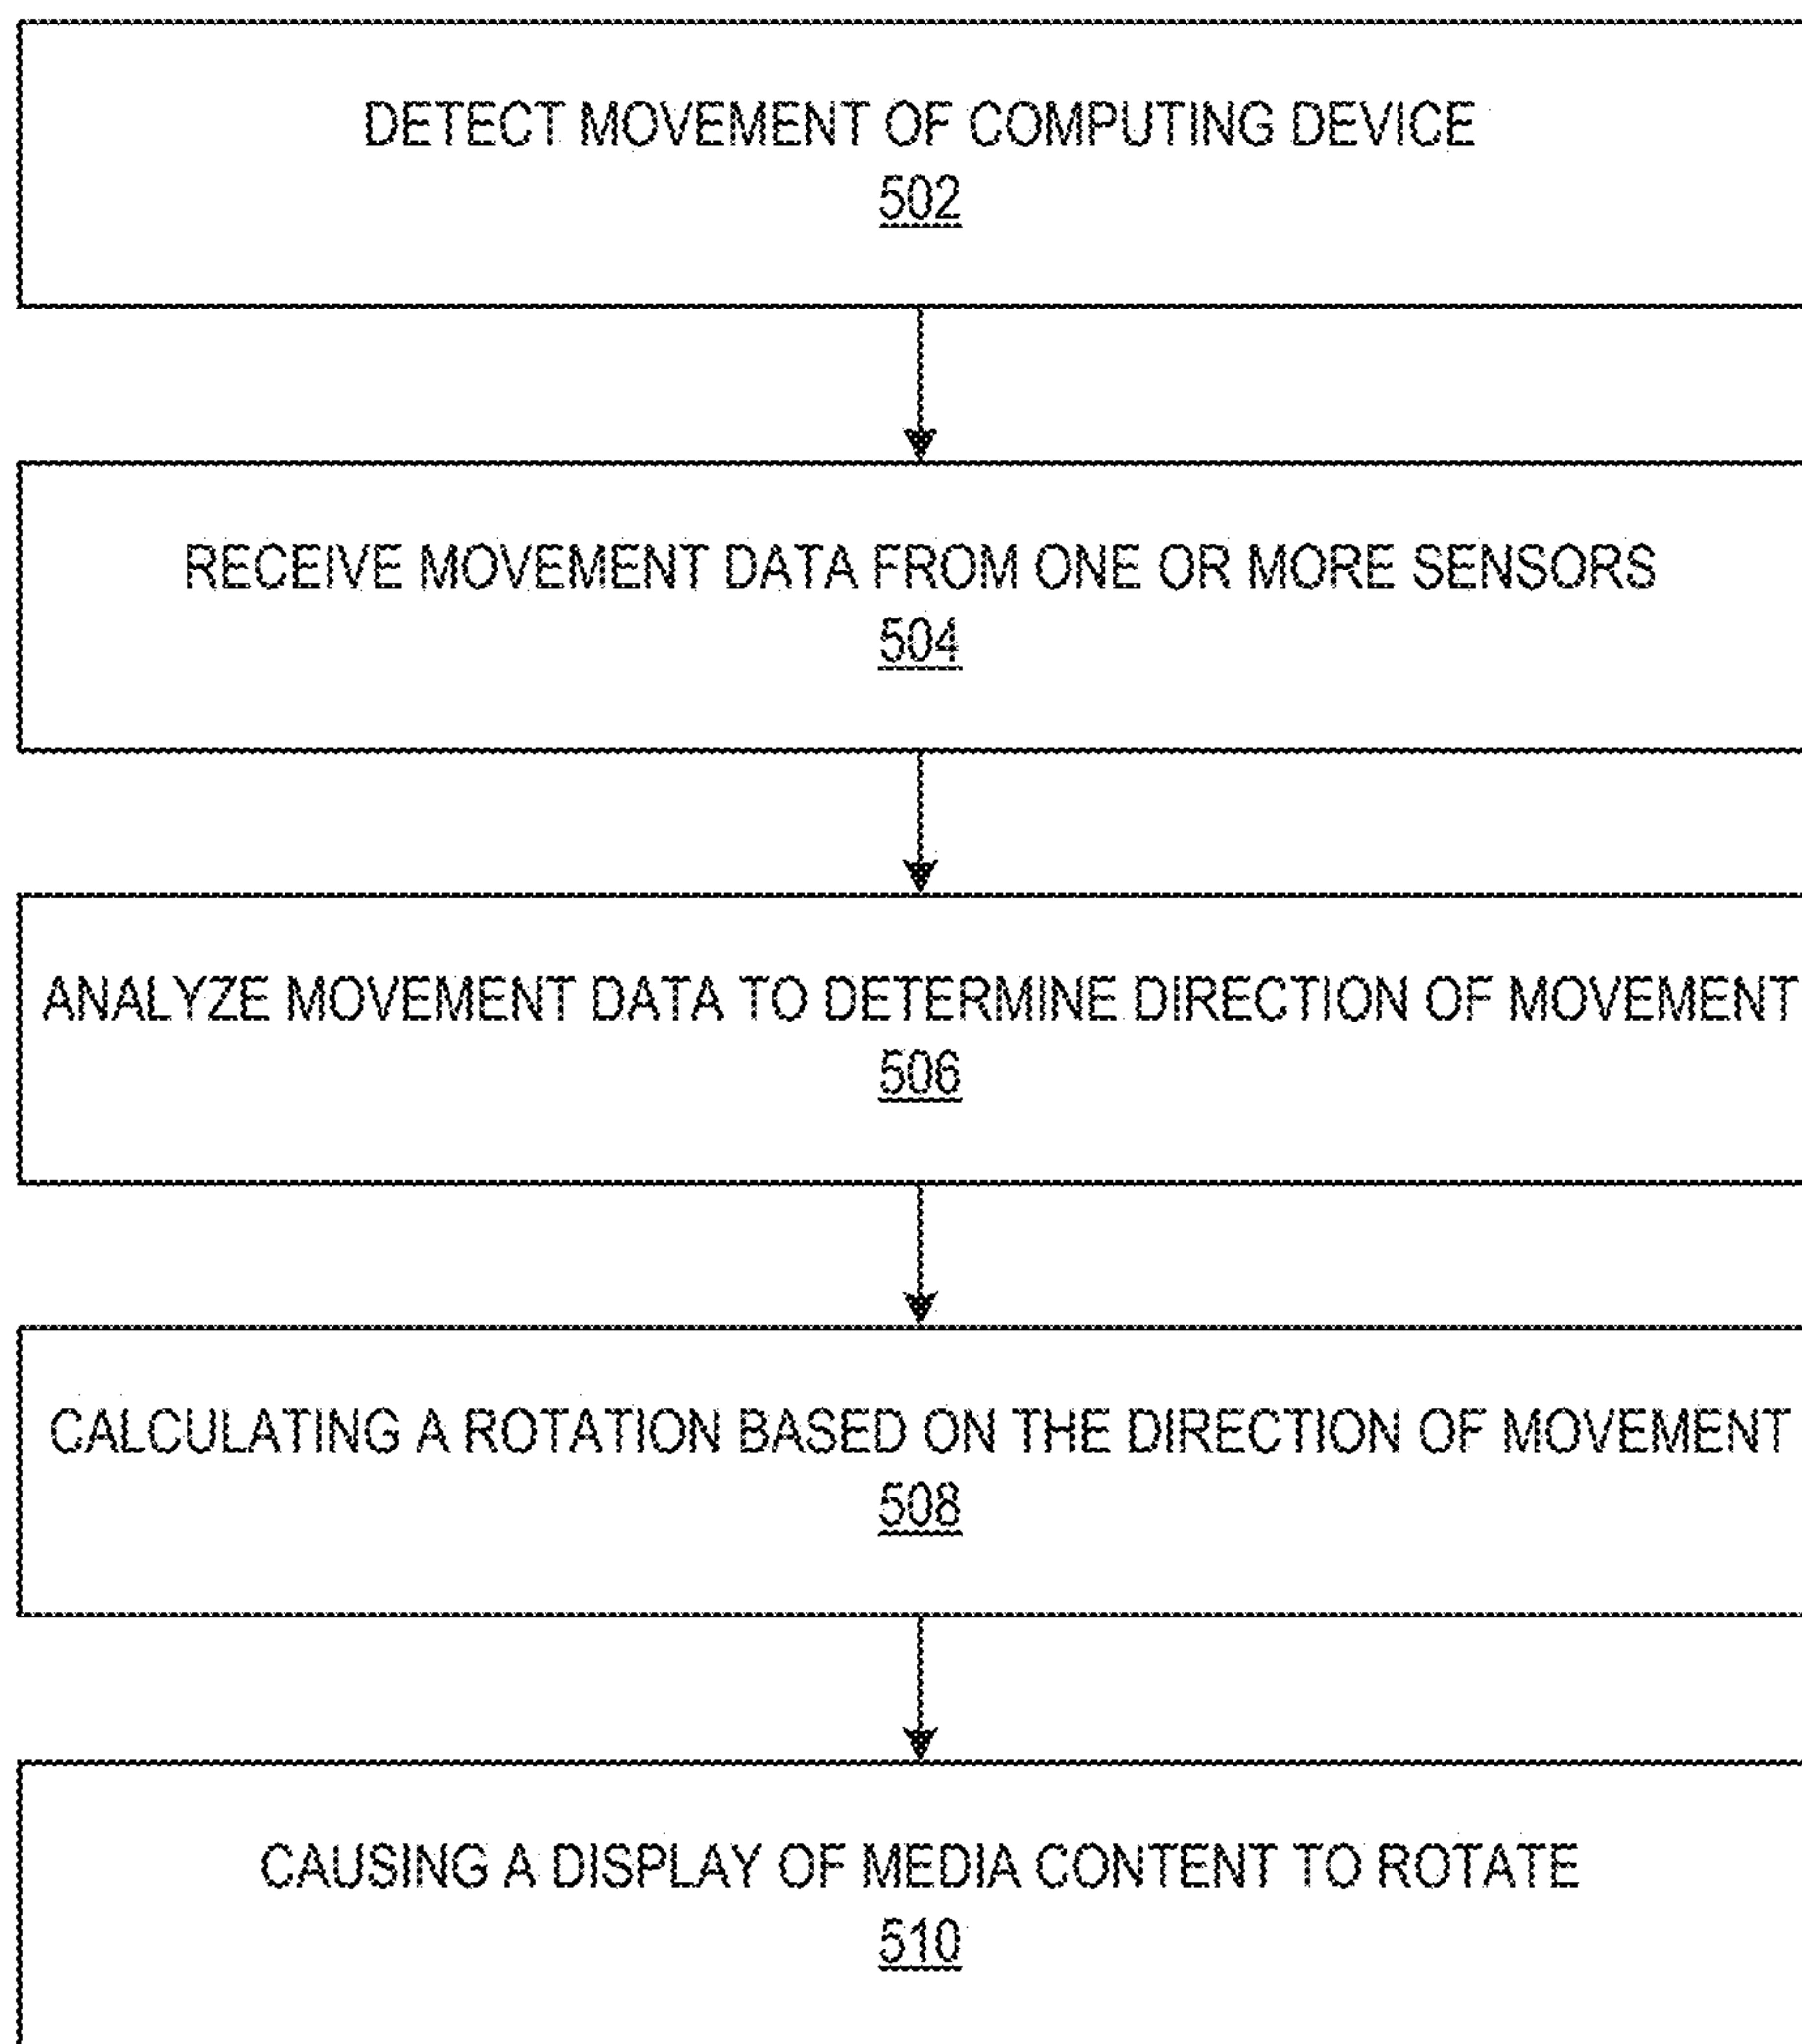 DETECT MOVEMENT OF COMPUTING DEVICE
502
RECEIVE MOVEMENT DATA FROM ONE OR MORE SENSORS
504
ANALYZE MOVEMENT DATA TO DETERMINE DIRECTION OF MOVEMENT
506
CALCULATING A ROTATION BASED ON THE DIRECTION OF MOVEMENT
508
CAUSING A DISPLAY OF MEDIA CONTENT TO ROTATE
510